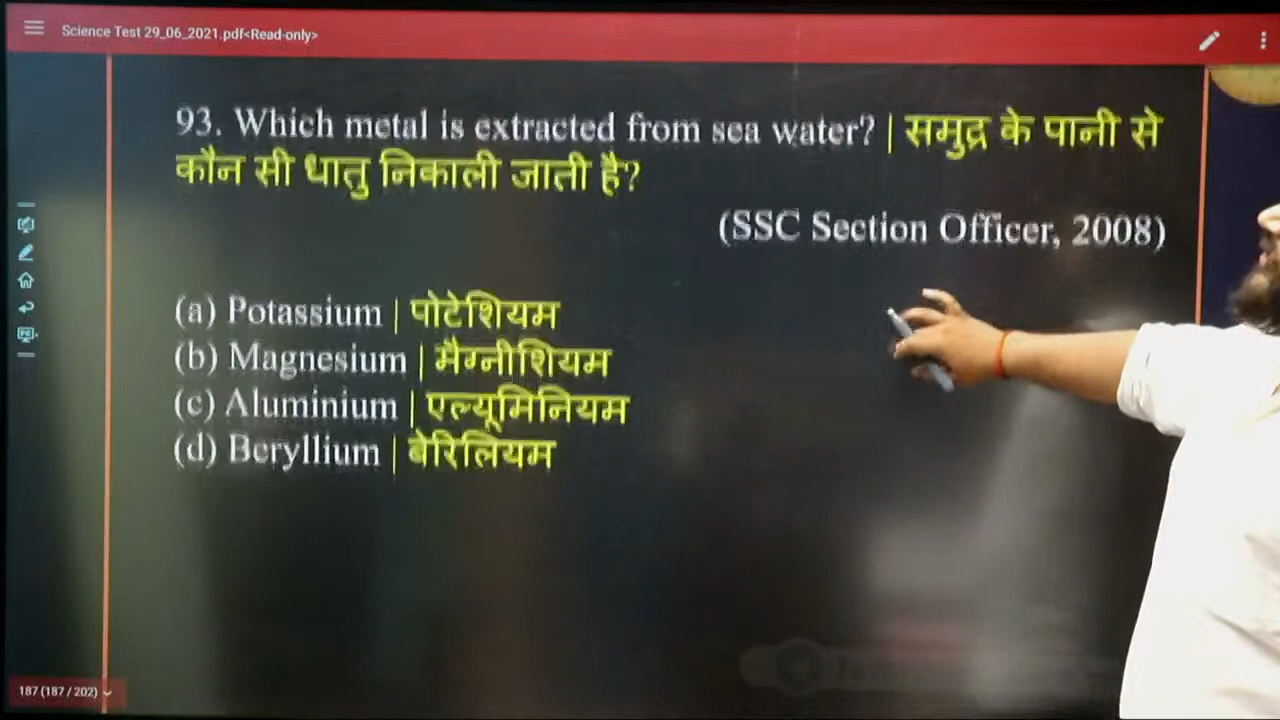 Science Test 29_06_2021.pdf<Read-only>
93. Which metal is extracted from sea water? | समुद्र के पानी से
कौन सी धातु निकाली जाती है?
(SSC Section Officer, 2008)
(a) Potassium | पोटेशियम
(b) Magnesium | मैग्नीशियम
(c) Aluminium | एल्यूमिनियम
(d) Beryllium | बेरिलियम
187 (187 / 202)